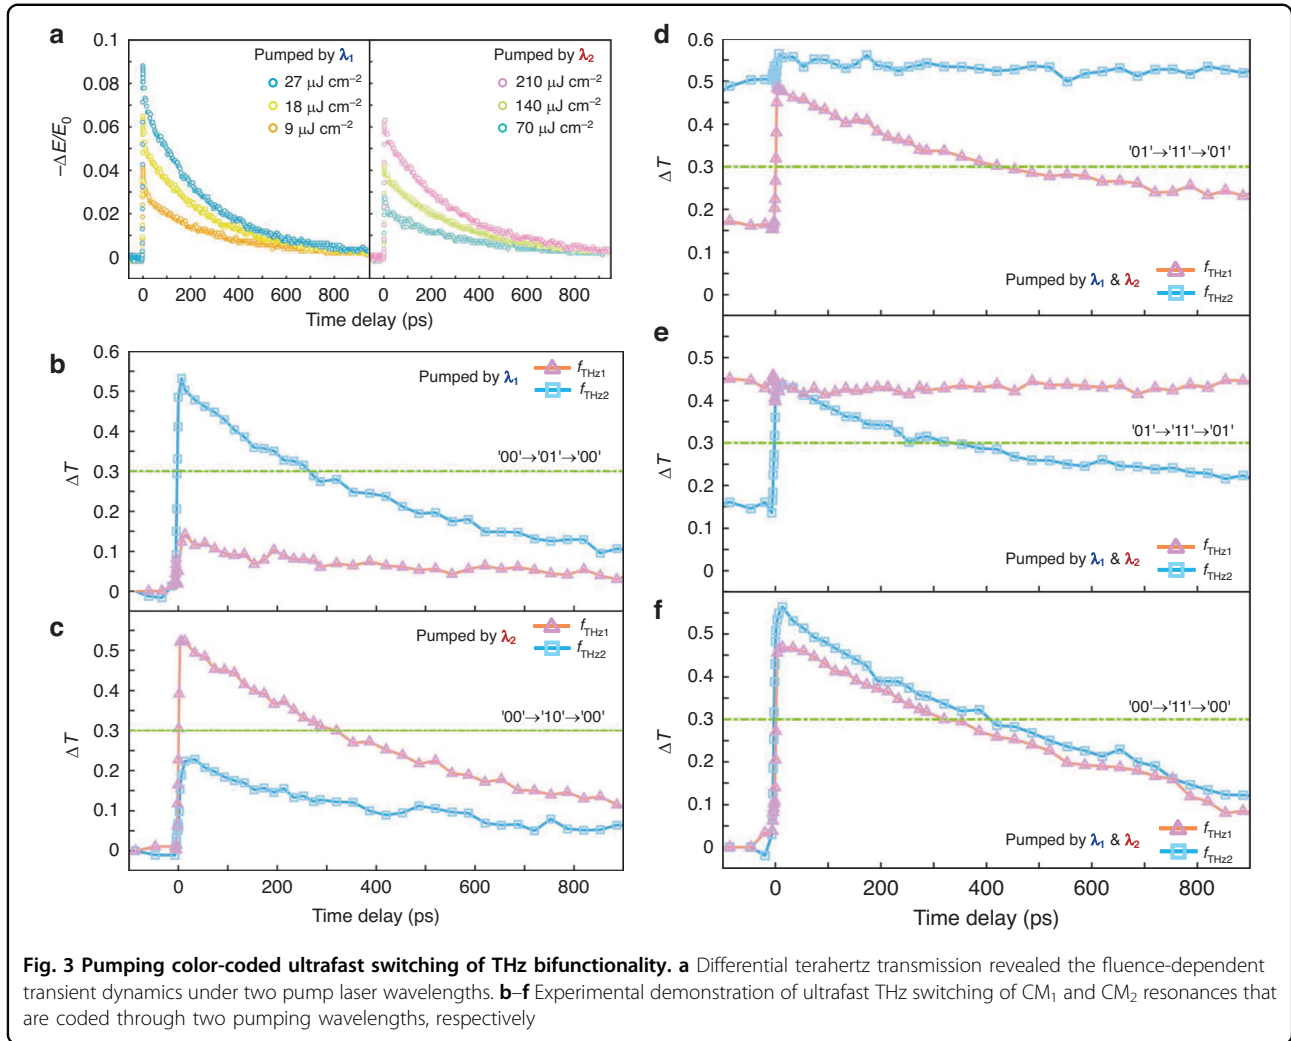 a
0.1
0.08
0.06
0.04
0.02
0
−ΔE/E₀
Pumped by λ₁
27 μJ cm⁻²
18 μJ cm⁻²
9 μJ cm⁻²
Pumped by λ₂
210 μJ cm⁻²
140 μJ cm⁻²
70 μJ cm⁻²
0 200 400 600 800 0 200 400 600 800
Time delay (ps)
b
0.6
0.5
0.4
0.3
0.2
0.1
0
ΔT
Pumped by λ₁
f_THz1
f_THz2
'00'→'01'→'00'
c
0.5
0.4
0.3
0.2
0.1
0
ΔT
Pumped by λ₂
f_THz1
f_THz2
'00'→'10'→'00'
0 200 400 600 800
Time delay (ps)
d
0.6
0.5
0.4
0.3
0.2
0.1
0
ΔT
'01'→'11'→'01'
Pumped by λ₁ & λ₂
f_THz1
f_THz2
e
0.5
0.4
0.3
0.2
0.1
0
ΔT
'01'→'11'→'01'
Pumped by λ₁ & λ₂
f_THz1
f_THz2
f
0.5
0.4
0.3
0.2
0.1
0
ΔT
'00'→'11'→'00'
Pumped by λ₁ & λ₂
f_THz1
f_THz2
0 200 400 600 800
Time delay (ps)
Fig. 3 Pumping color-coded ultrafast switching of THz bifunctionality. a Differential terahertz transmission revealed the fluence-dependent
transient dynamics under two pump laser wavelengths. b–f Experimental demonstration of ultrafast THz switching of CM₁ and CM₂ resonances that
are coded through two pumping wavelengths, respectively